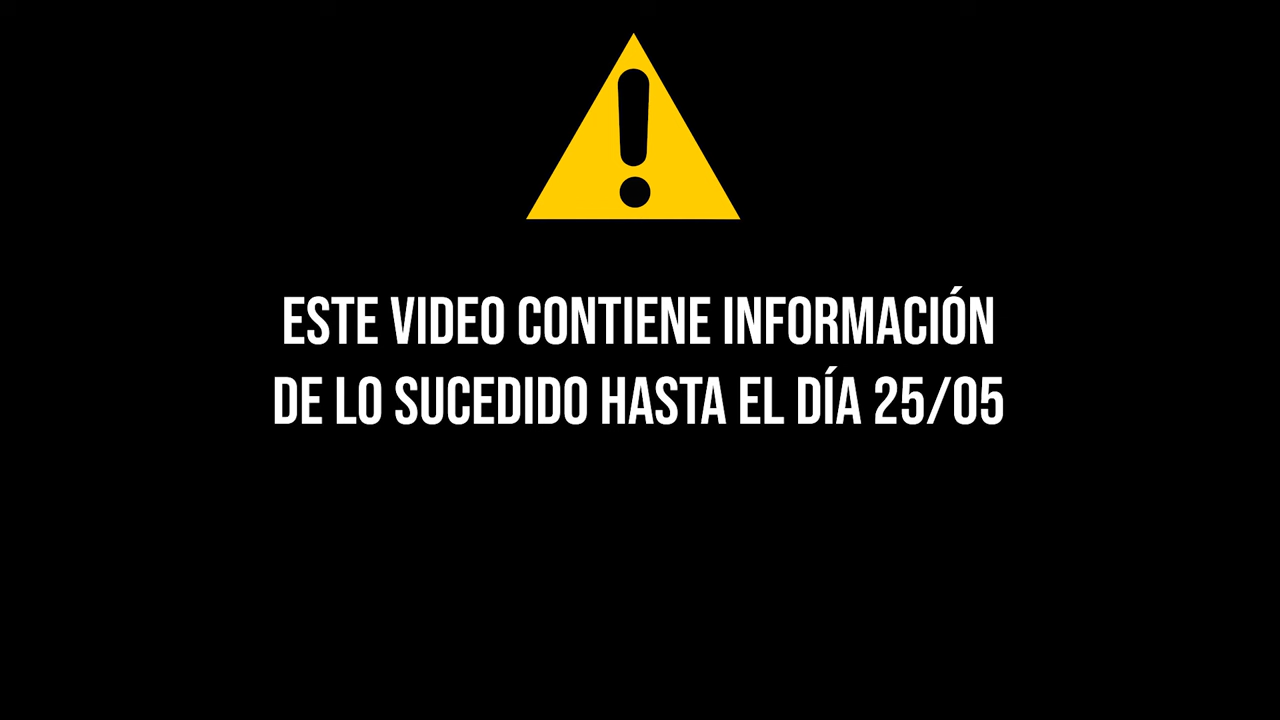 ESTE VIDEO CONTIENE INFORMACIÓN
DE LO SUCEDIDO HASTA EL DÍA 25/05